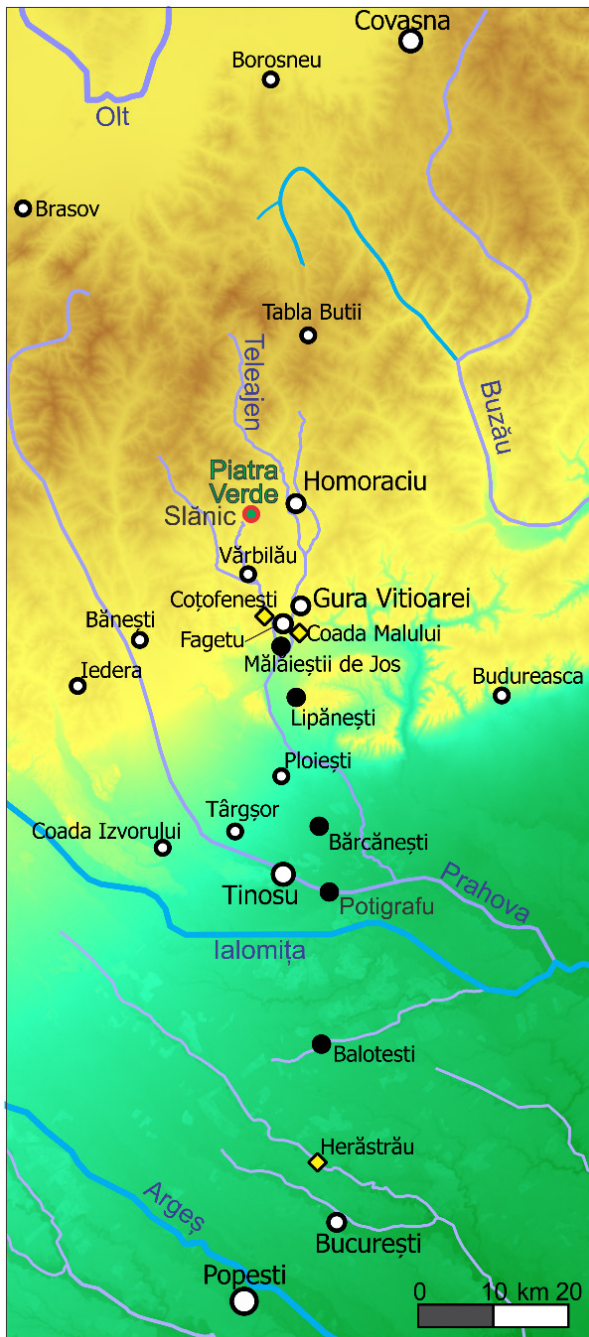 Covasna
Borosneu
Olt
Brasov
Tabla Butii
Teleajen
Buzău
Piatra
Verde
Homoraciu
Slănic
Vărbilău
Coțofenești
Gura Vitioarei
Bănești
Fagetu
Coada Malului
Mălăieștii de Jos
Iedera
Budureasca
Lipănești
Ploiești
Târgșor
Coada Izvorului
Bărcănești
Tinosu
Potigrafu
Prahova
Ialomița
Balotesti
Herăstrău
Argeș
București
Popesti
0 10 km 20